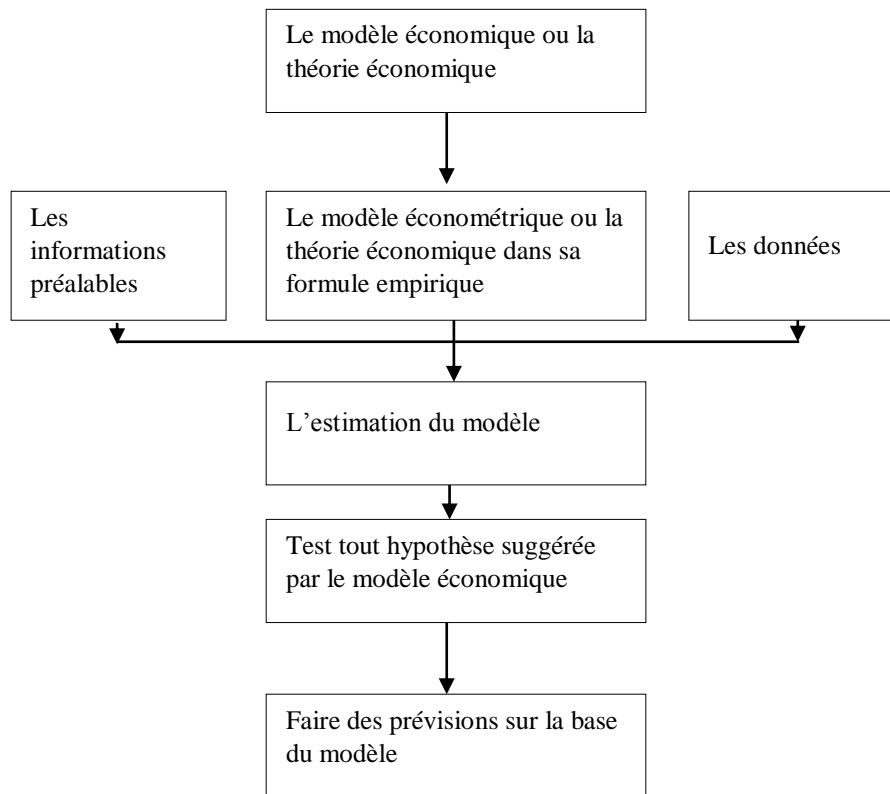 Le modèle économique ou la
théorie économique
Les
informations
préalables
Le modèle économétrique ou la
théorie économique dans sa
formule empirique
Les données
L’estimation du modèle
Test tout hypothèse suggérée
par le modèle économique
Faire des prévisions sur la base
du modèle